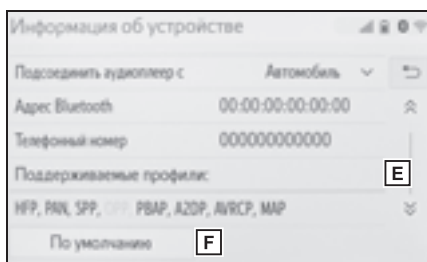 Информация об устройстве
Подсоединить аудиоплеер с Автомобиль
Адрес Bluetooth 00:00:00:00:00:00
Телефонный номер 000000000000
Поддерживаемые профили:
E
HFP, PAN, SPP, OPP, PBAP, A2DP, AVRCP, MAP
По умолчанию F